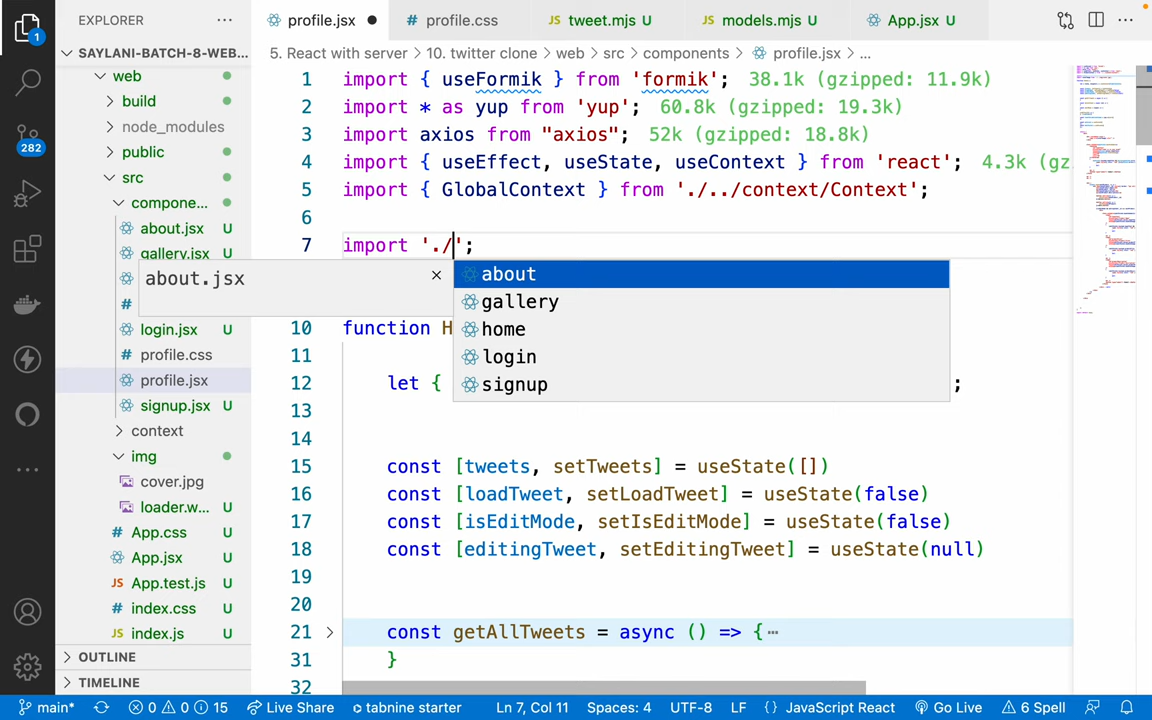 EXPLORER
profile.jsx
profile.css
JS tweet.mjs U
JS models.mjs U
App.jsx U
SAYLANI-BATCH-8-WEB...
5. React with server > 10. twitter clone > web > src > components > profile.jsx > ...
web
build
node_modules
public
src
compone...
about.jsx U
gallery.jsx U
about.jsx
login.jsx U
profile.css
profile.jsx
signup.jsx U
context
img
cover.jpg
loader.w... U
App.css U
App.jsx U
JS App.test.js U
index.css U
JS index.js U
OUTLINE
TIMELINE
1
282
1 import { useFormik } from 'formik'; 38.1k (gzipped: 11.9k)
2 import * as yup from 'yup'; 60.8k (gzipped: 19.3k)
3 import axios from "axios"; 52k (gzipped: 18.8k)
4 import { useEffect, useState, useContext } from 'react'; 4.3k (gz
5 import { GlobalContext } from './../context/Context';
6
7 import './';
about
gallery
home
login
signup
10 function H
11
12 let { ;
13
14
15 const [tweets, setTweets] = useState([])
16 const [loadTweet, setLoadTweet] = useState(false)
17 const [isEditMode, setIsEditMode] = useState(false)
18 const [editingTweet, setEditingTweet] = useState(null)
19
20
21 const getAllTweets = async () => {…
31 }
32
main* 0 0 15 Live Share tabnine starter Ln 7, Col 11 Spaces: 4 UTF-8 LF {} JavaScript React Go Live 6 Spell